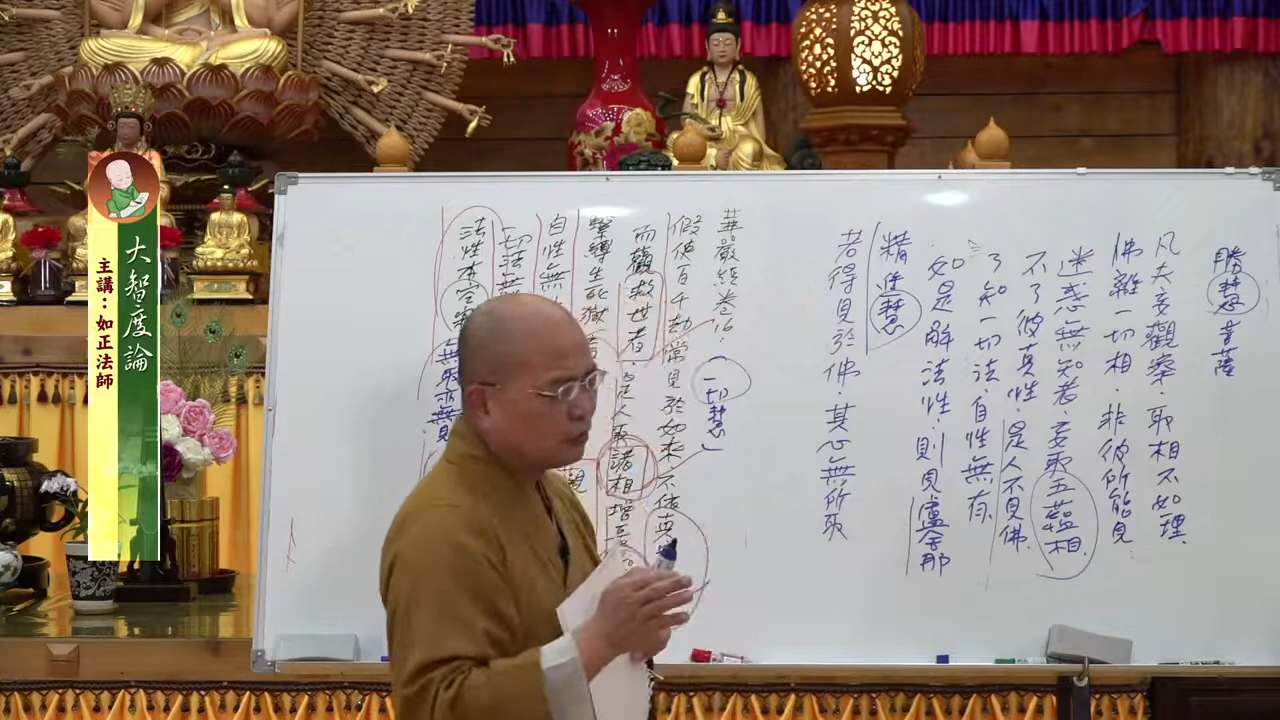 勝慧菩薩
凡夫妄觀察．取相不如理．
佛離一切相．非彼所能見．
迷惑無知者．妄取五蘊相．
不了彼真性．是人不見佛．
了知一切法．自性無有．
如是解法性．則見盧舍那
精進慧
若得見於佛．其心無所取
華嚴經卷16：
（一切慧）
假使百千劫常見於如來．不依真
而觀救世者．是人取諸相增長
繫縛生死獄
自性無
一切法無
法性本空寂 無取亦無見
大智度論
主講：如正法師